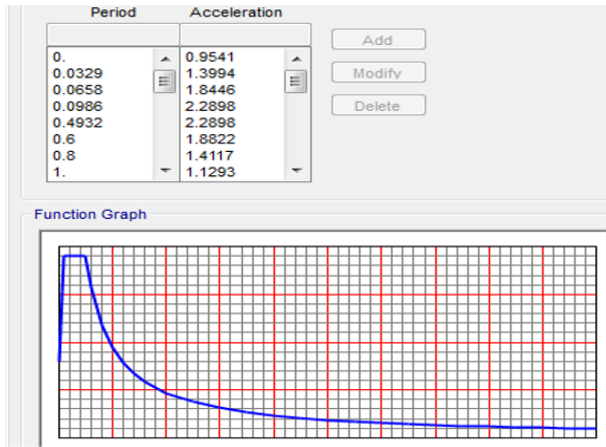 Period Acceleration
0. 0.9541
0.0329 1.3994
0.0658 1.8446
0.0986 2.2898
0.4932 2.2898
0.6 1.8822
0.8 1.4117
1. 1.1293
Add
Modify
Delete
Function Graph